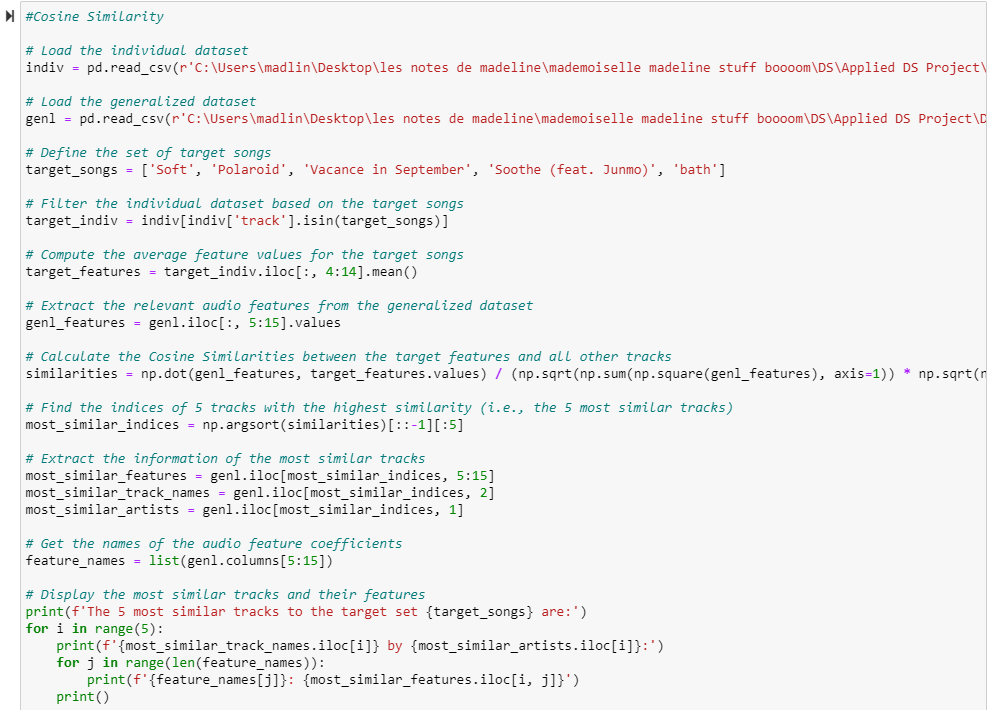 #Cosine Similarity
# Load the individual dataset
indiv = pd.read_csv(r'C:\Users\madlin\Desktop\les notes de madeline\mademoiselle madeline stuff boooom\DS\Applied DS Project\
# Load the generalized dataset
genl = pd.read_csv(r'C:\Users\madlin\Desktop\les notes de madeline\mademoiselle madeline stuff boooom\DS\Applied DS Project\D
# Define the set of target songs
target_songs = ['Soft', 'Polaroid', 'Vacance in September', 'Soothe (feat. Junmo)', 'bath']
# Filter the individual dataset based on the target songs
target_indiv = indiv[indiv['track'].isin(target_songs)]
# Compute the average feature values for the target songs
target_features = target_indiv.iloc[:, 4:14].mean()
# Extract the relevant audio features from the generalized dataset
genl_features = genl.iloc[:, 5:15].values
# Calculate the Cosine Similarities between the target features and all other tracks
similarities = np.dot(genl_features, target_features.values) / (np.sqrt(np.sum(np.square(genl_features), axis=1)) * np.sqrt(n
# Find the indices of 5 tracks with the highest similarity (i.e., the 5 most similar tracks)
most_similar_indices = np.argsort(similarities)[::-1][:5]
# Extract the information of the most similar tracks
most_similar_features = genl.iloc[most_similar_indices, 5:15]
most_similar_track_names = genl.iloc[most_similar_indices, 2]
most_similar_artists = genl.iloc[most_similar_indices, 1]
# Get the names of the audio feature coefficients
feature_names = list(genl.columns[5:15])
# Display the most similar tracks and their features
print(f'The 5 most similar tracks to the target set {target_songs} are:')
for i in range(5):
    print(f'{most_similar_track_names.iloc[i]} by {most_similar_artists.iloc[i]}:')
    for j in range(len(feature_names)):
        print(f'{feature_names[j]}: {most_similar_features.iloc[i, j]}')
    print()